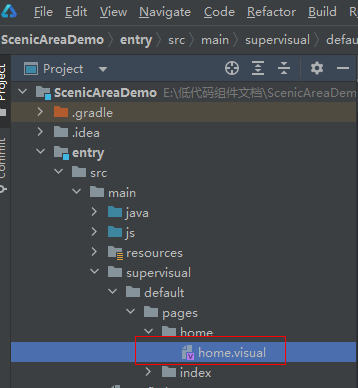 File Edit View Navigate Code Refactor Build
ScenicAreaDemo entry src main supervisual defau
Project
Project
ScenicAreaDemo E:\低代码组件文档\ScenicAreaDem
.gradle
.idea
entry
src
main
java
js
resources
supervisual
default
pages
home
home.visual
index
Commit